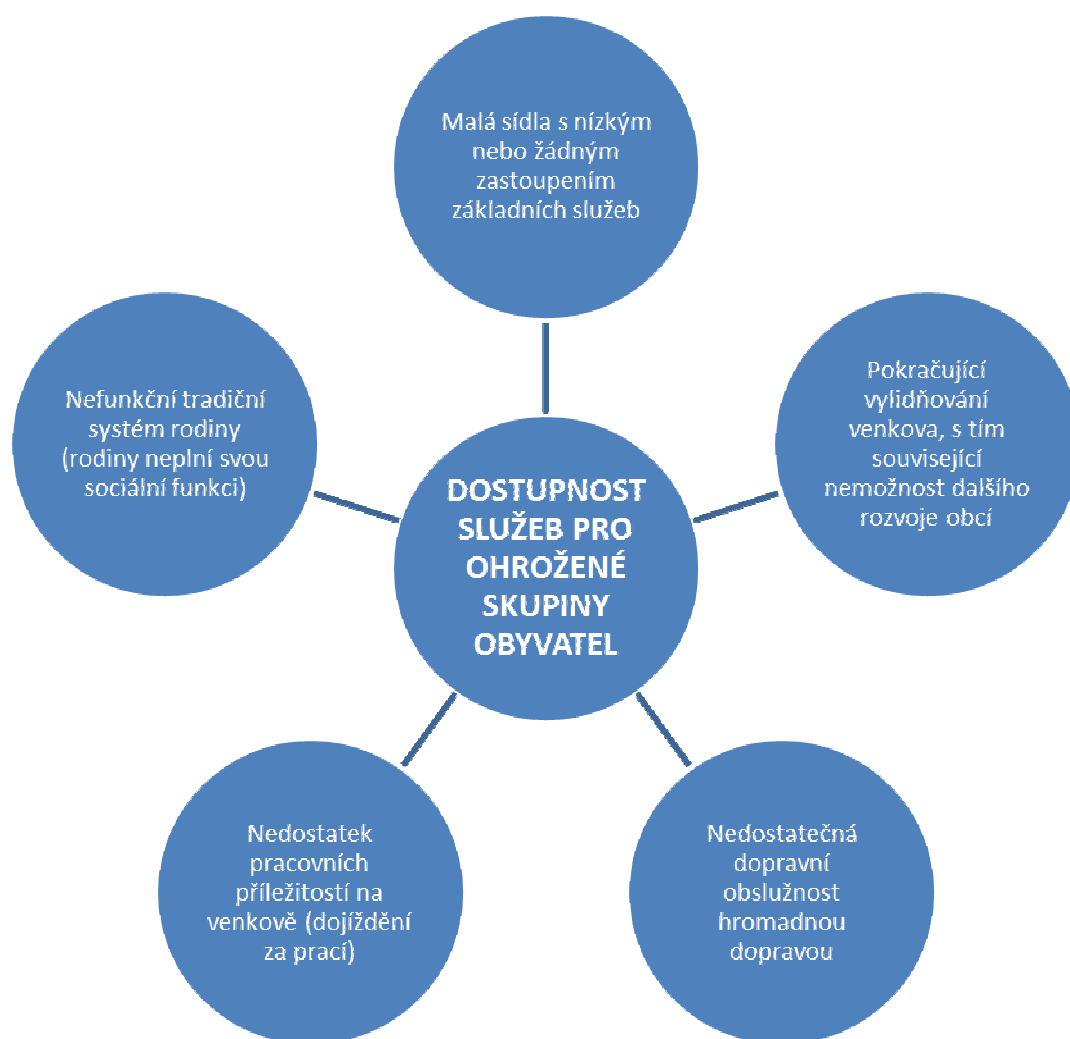 Malá sídla s nízkým
nebo žádným
zastoupením
základních služeb
Pokračující
vylidňování
venkova, s tím
související
nemožnost dalšího
rozvoje obcí
Nedostatečná
dopravní
obslužnost
hromadnou
dopravou
Nedostatek
pracovních
příležitostí na
venkově (dojíždění
za prací)
Nefunkční tradiční
systém rodiny
(rodiny neplní svou
sociální funkci)
DOSTUPNOST
SLUŽEB PRO
OHROŽENÉ
SKUPINY
OBYVATEL